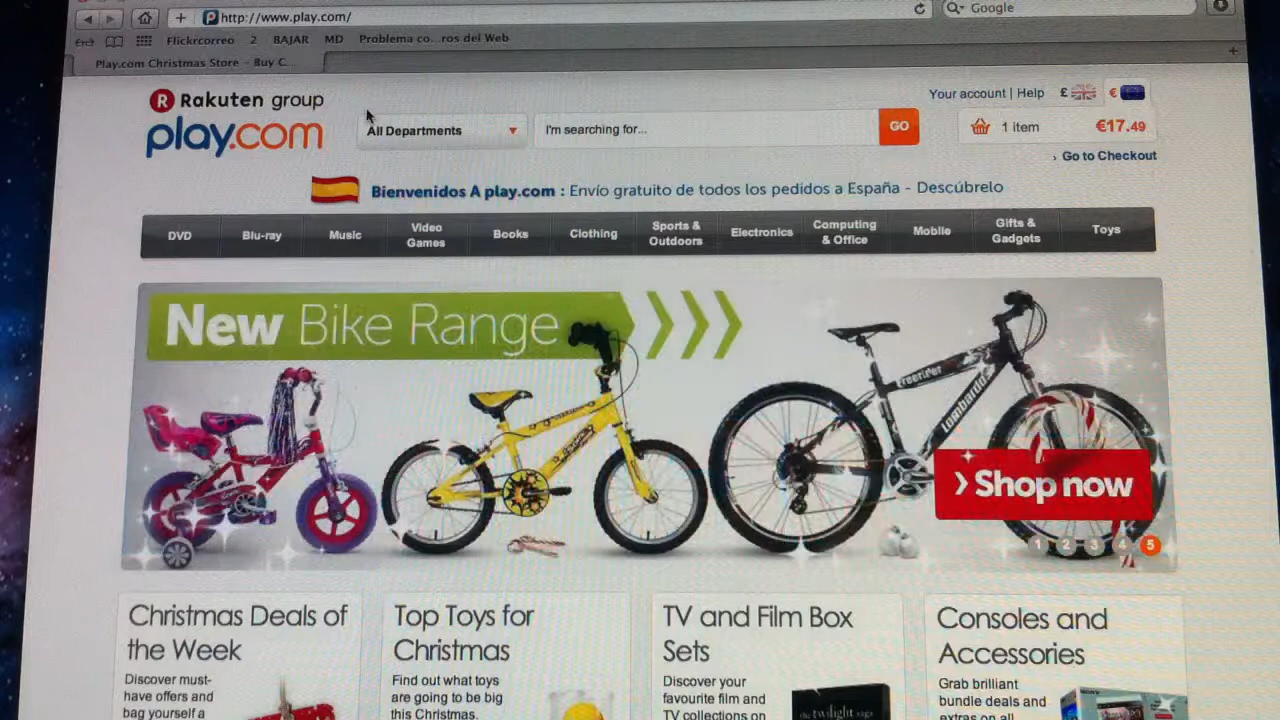 http://www.play.com/
Google
Flickrcorreo 2 BAJAR MD Problema co...ros del Web
Play.com Christmas Store - Buy C...
R Rakuten group
play.com
All Departments
I'm searching for...
GO
Your account | Help £ €
1 item €17.49
› Go to Checkout
Bienvenidos A play.com : Envío gratuito de todos los pedidos a España - Descúbrelo
DVD
Blu-ray
Music
Video
Games
Books
Clothing
Sports &
Outdoors
Electronics
Computing
& Office
Mobile
Gifts &
Gadgets
Toys
New Bike Range
Freerider
Lombardo
› Shop now
1 2 3 4 5
Christmas Deals of
the Week
Discover must-
have offers and
bag yourself a
Top Toys for
Christmas
Find out what toys
are going to be big
this Christmas.
TV and Film Box
Sets
Discover your
favourite film and
TV collections on
the twilight saga
Consoles and
Accessories
Grab brilliant
bundle deals and
extras on all
SONY